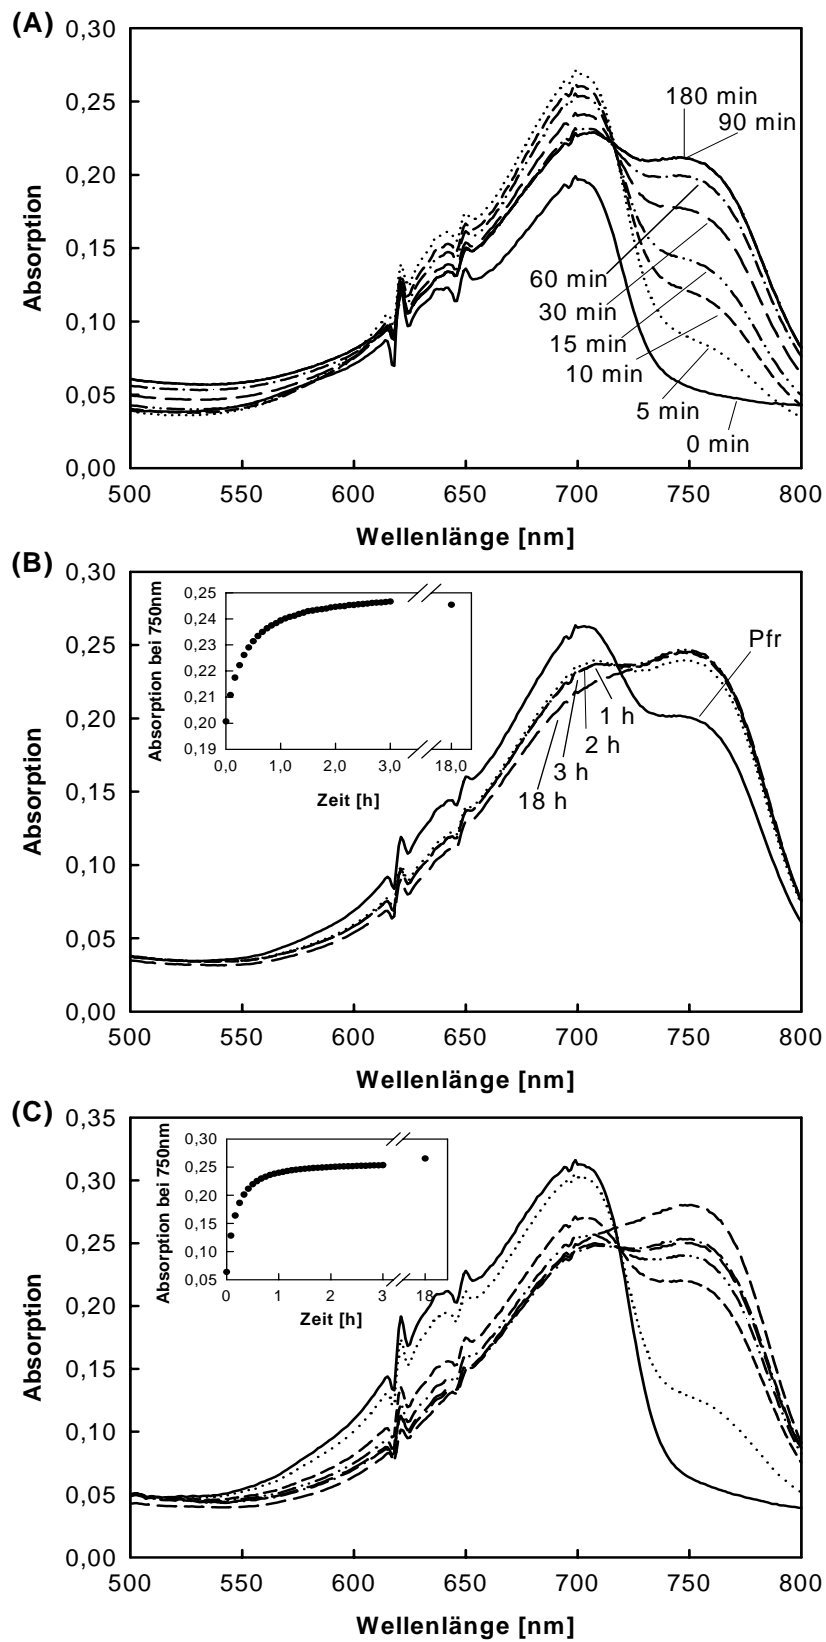 (A)
0,30
0,25
0,20
0,15
0,10
0,05
0,00
Absorption
180 min
90 min
60 min
30 min
15 min
10 min
5 min
0 min
500 550 600 650 700 750 800
Wellenlänge [nm]
(B)
0,30
0,25
0,20
0,15
0,10
0,05
0,00
Absorption
Absorption bei 750nm
0,25
0,24
0,23
0,22
0,21
0,20
0,19
0,0 1,0 2,0 3,0 18,0
Zeit [h]
Pfr
1 h
2 h
3 h
18 h
500 550 600 650 700 750 800
Wellenlänge [nm]
(C)
0,35
0,30
0,25
0,20
0,15
0,10
0,05
0,00
Absorption
Absorption bei 750nm
0,30
0,25
0,20
0,15
0,10
0,05
0 1 2 3 18
Zeit [h]
500 550 600 650 700 750 800
Wellenlänge [nm]